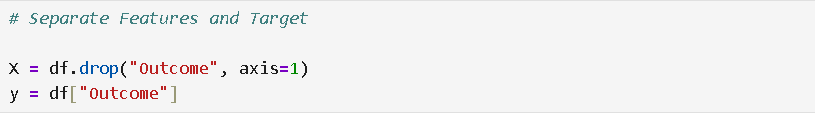 # Separate Features and Target
X = df.drop("Outcome", axis=1)
y = df["Outcome"]